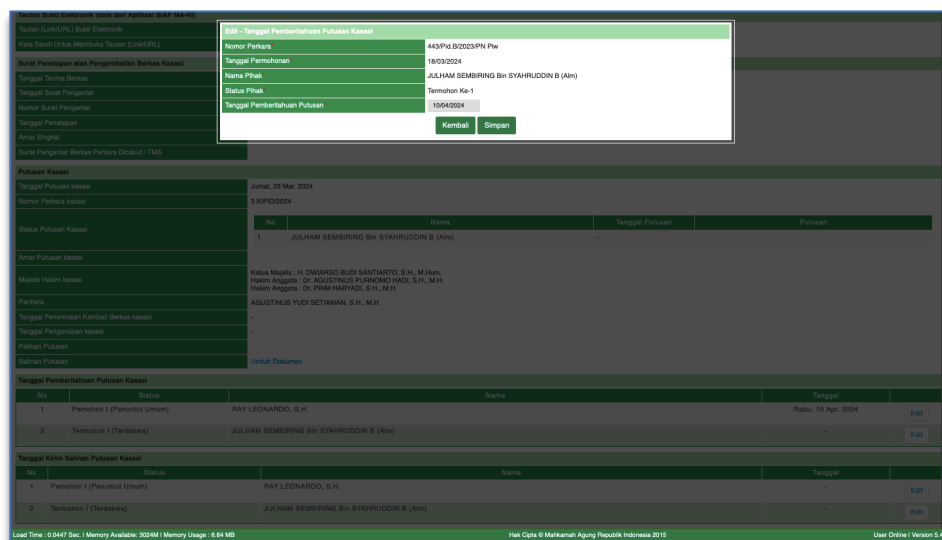 Tautan Bukti Elektronik (data dari Aplikasi SIAP MA-RI)
Tautan (Link/URL) Bukti Elektronik
Kata Sandi Untuk Membuka Tautan (Link/URL)
Edit - Tanggal Pemberitahuan Putusan Kasasi
Nomor Perkara* 443/Pid.B/2023/PN Plw
Tanggal Permohonan* 18/03/2024
Nama Pihak* JULHAM SEMBIRING Bin SYAHRUDDIN B (Alm)
Status Pihak* Termohon Ke-1
Tanggal Pemberitahuan Putusan* 10/04/2024
Kembali Simpan
Surat Penetapan atas Pengembalian Berkas Kasasi
Tanggal Terima Berkas
Tanggal Surat Pengantar
Nomor Surat Pengantar
Tanggal Penetapan
Amar Singkat
Surat Pengantar Berkas Perkara Dicabut / TMS
Putusan Kasasi
Tanggal Putusan kasasi Jumat, 29 Mar. 2024
Nomor Perkara kasasi 3 K/PID/2024
Status Putusan Kasasi
No Nama Tanggal Putusan Putusan
1 JULHAM SEMBIRING Bin SYAHRUDDIN B (Alm) -
Amar Putusan kasasi
Majelis Hakim kasasi
Ketua Majelis : H. DWIARSO BUDI SANTIARTO, S.H., M.Hum.
Hakim Anggota : Dr. AGUSTINUS PURNOMO HADI, S.H., M.H.
Hakim Anggota : Dr. PRIM HARYADI, S.H., M.H.
Panitera AGUSTINUS YUDI SETIAWAN, S.H., M.H.
Tanggal Penerimaan Kembali Berkas kasasi -
Tanggal Pengarsipan kasasi -
Petikan Putusan
Salinan Putusan Unduh Dokumen
Tanggal Pemberitahuan Putusan Kasasi
No Status Nama Tanggal
1 Pemohon I (Penuntut Umum) RAY LEONARDO, S.H. Rabu, 10 Apr. 2024 Edit
2 Termohon I (Terdakwa) JULHAM SEMBIRING Bin SYAHRUDDIN B (Alm) - Edit
Tanggal Kirim Salinan Putusan Kasasi
No Status Nama Tanggal
1 Pemohon I (Penuntut Umum) RAY LEONARDO, S.H. - Edit
2 Termohon I (Terdakwa) JULHAM SEMBIRING Bin SYAHRUDDIN B (Alm) - Edit
Load Time : 0.0447 Sec. | Memory Available: 3024M | Memory Usage : 6.64 MB Hak Cipta © Mahkamah Agung Republik Indonesia 2015 User Online | Version 5.4